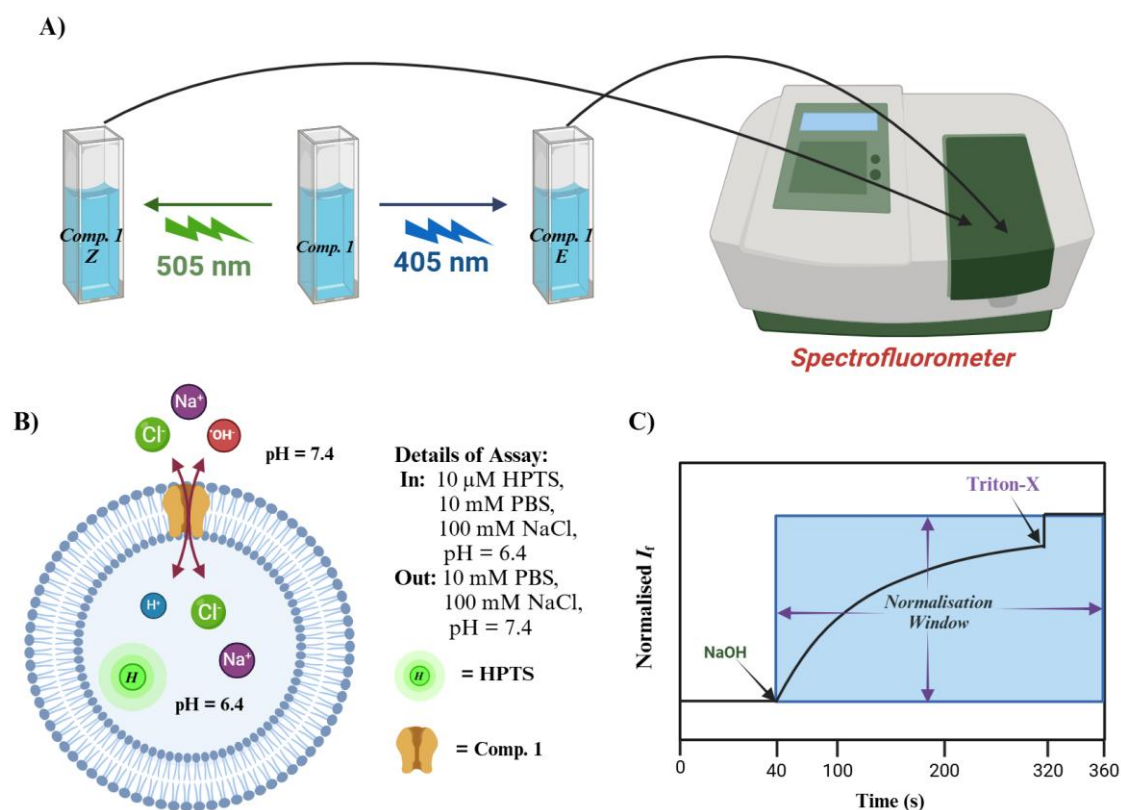 A)
Comp. 1
Z
505 nm
Comp. 1
405 nm
Comp. 1
E
Spectrofluorometer
B)
Na⁺
Cl⁻
⁻OH⁻
pH = 7.4
H⁺
Cl⁻
Na⁺
H
pH = 6.4
Details of Assay:
In: 10 µM HPTS,
10 mM PBS,
100 mM NaCl,
pH = 6.4
Out: 10 mM PBS,
100 mM NaCl,
pH = 7.4
H = HPTS
= Comp. 1
C)
Triton-X
Normalisation
Window
NaOH
Normalised If
0
40
100
200
320
360
Time (s)